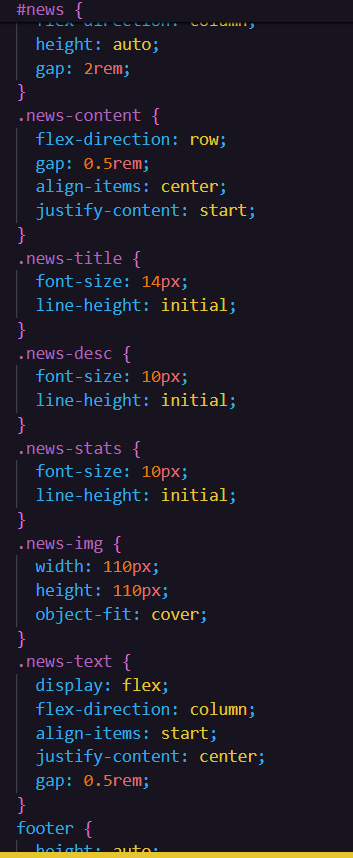 #news {
flex-direction: column;
height: auto;
gap: 2rem;
}
.news-content {
flex-direction: row;
gap: 0.5rem;
align-items: center;
justify-content: start;
}
.news-title {
font-size: 14px;
line-height: initial;
}
.news-desc {
font-size: 10px;
line-height: initial;
}
.news-stats {
font-size: 10px;
line-height: initial;
}
.news-img {
width: 110px;
height: 110px;
object-fit: cover;
}
.news-text {
display: flex;
flex-direction: column;
align-items: start;
justify-content: center;
gap: 0.5rem;
}
footer {
height: auto;